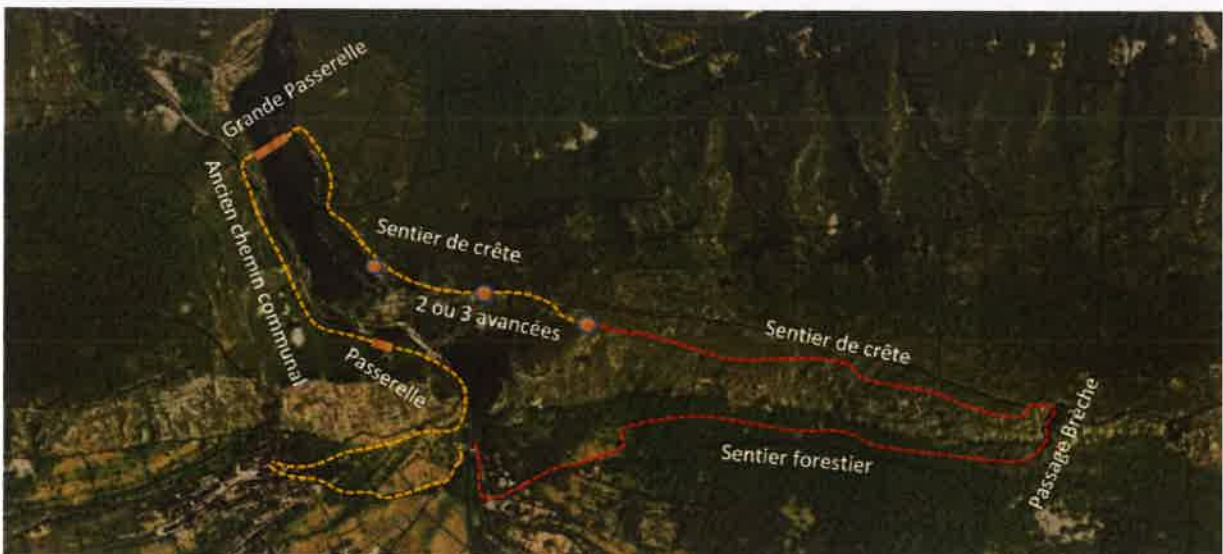 Grande Passerelle
Ancien chemin communal
Sentier de crête
2 ou 3 avancées
Sentier de crête
Passerelle
Passage Brèche
Sentier forestier